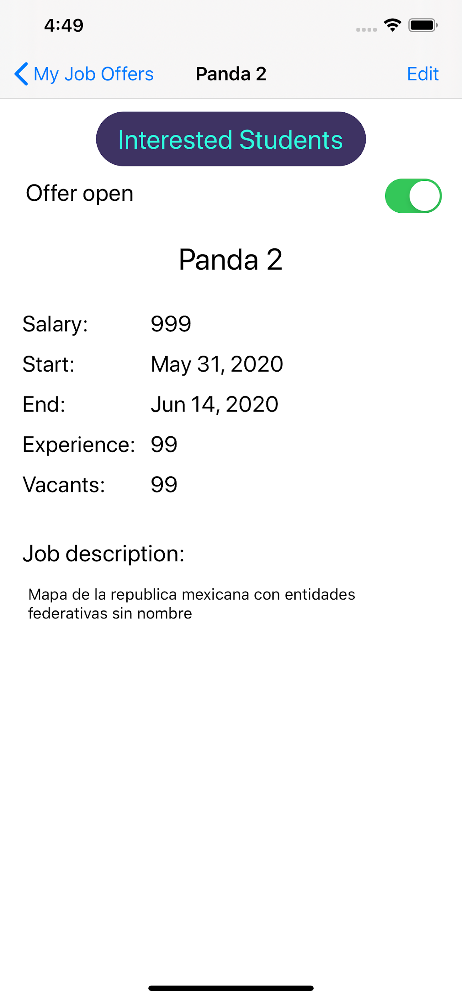 4:49
My Job Offers Panda 2 Edit
Interested Students
Offer open
Panda 2
Salary: 999
Start: May 31, 2020
End: Jun 14, 2020
Experience: 99
Vacants: 99
Job description:
Mapa de la republica mexicana con entidades
federativas sin nombre